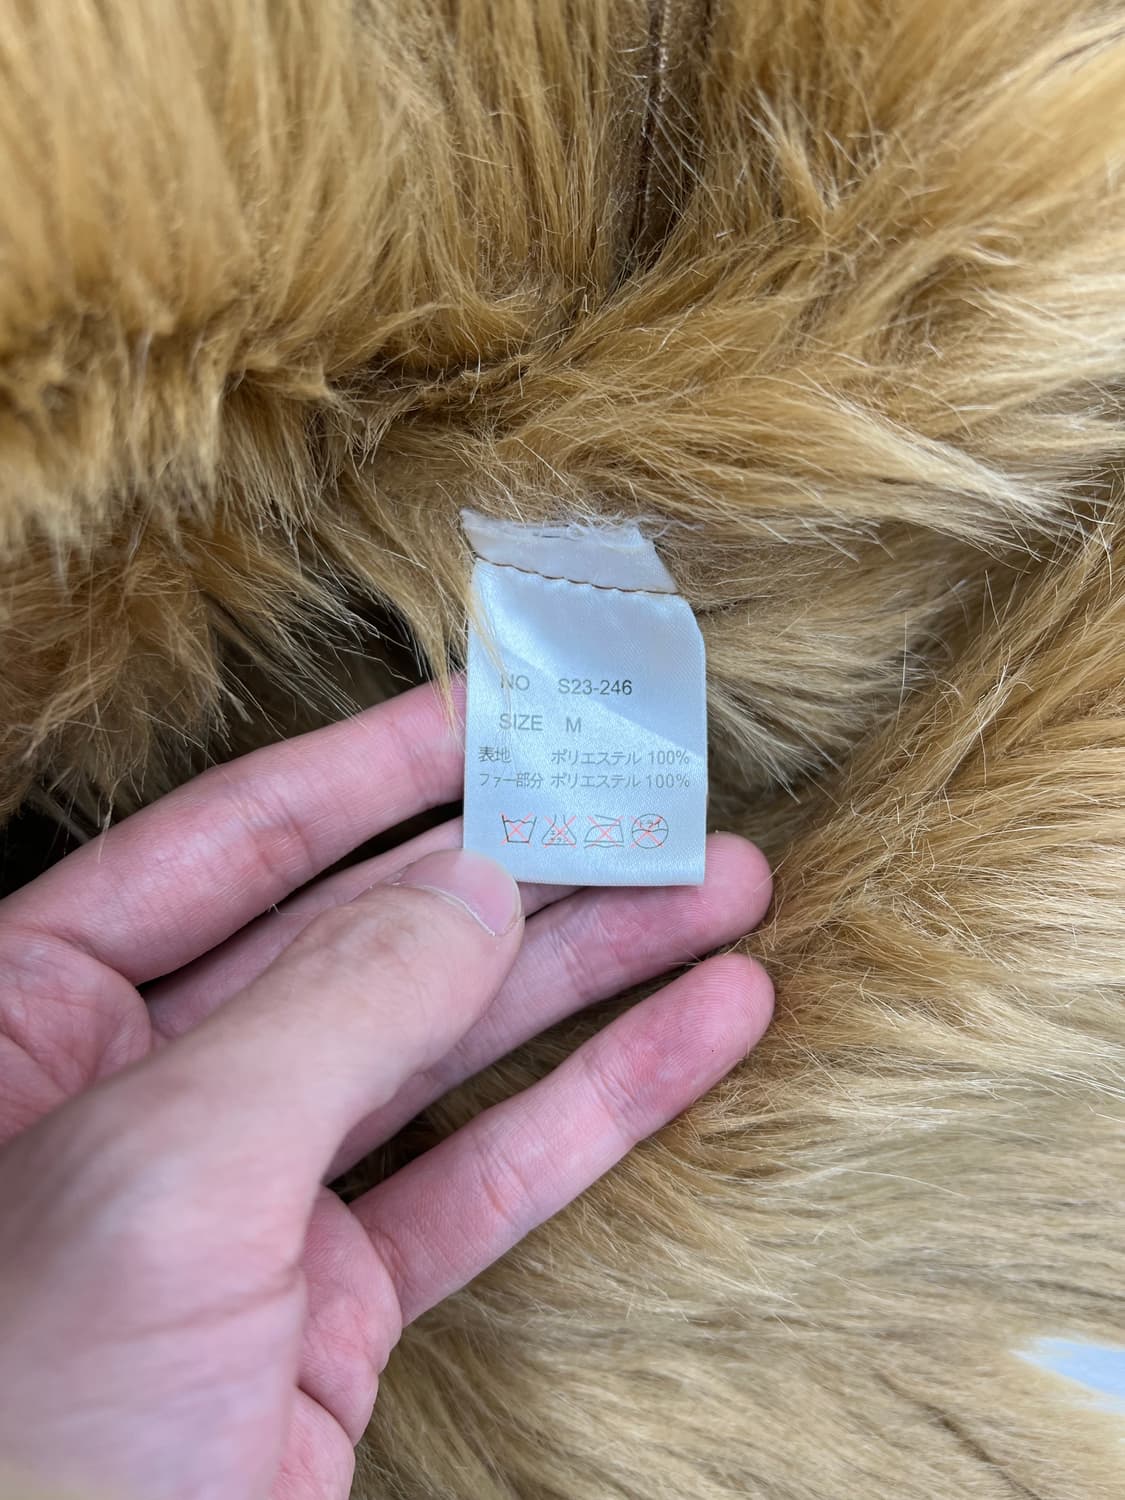 NO S23-246
SIZE M
表地 ポリエステル 100%
ファー部分 ポリエステル 100%